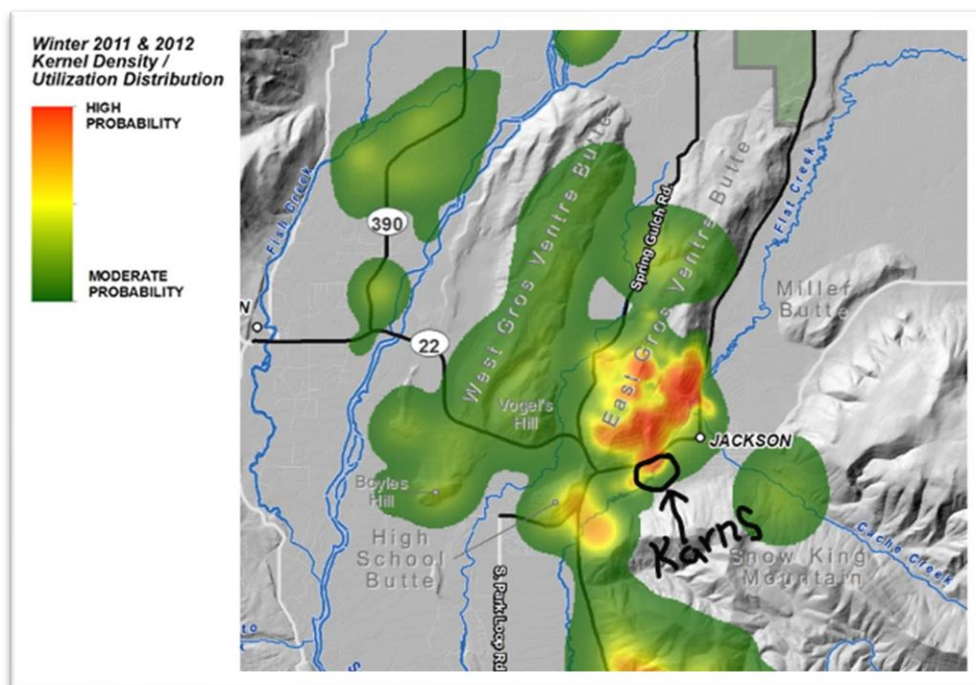 Winter 2011 & 2012
Kernel Density /
Utilization Distribution
HIGH
PROBABILITY
MODERATE
PROBABILITY
Fish Creek
390
N
22
West Gros Ventre Butte
Spring Gulch Rd.
East Gros Ventre Butte
Flat Creek
Miller
Butte
Vogel's
Hill
JACKSON
Boyles
Hill
High
School
Butte
Karns
Snow King
Mountain
Cache Creek
S. Park Loop Rd
to
S